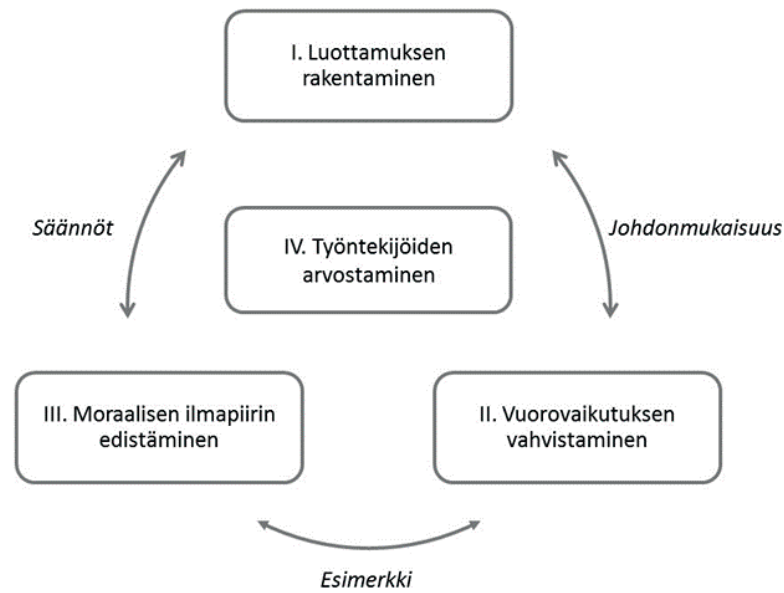 I. Luottamuksen
rakentaminen
Säännöt
Johdonmukaisuus
IV. Työntekijöiden
arvostaminen
III. Moraalisen ilmapiirin
edistäminen
II. Vuorovaikutuksen
vahvistaminen
Esimerkki